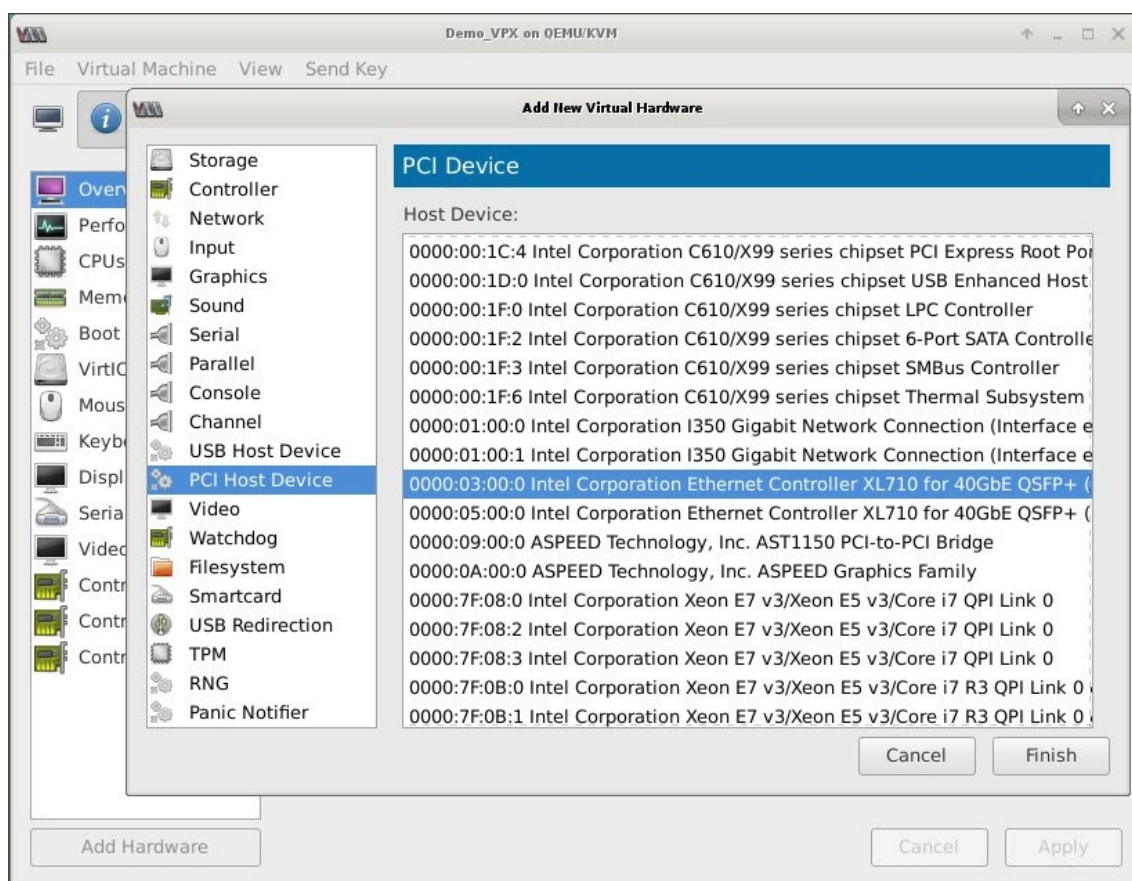 Demo_VPX on QEMU/KVM
File Virtual Machine View Send Key
Add New Virtual Hardware
Overv
Perfo
CPUs
Mem
Boot
VirtIO
Mous
Keyb
Displ
Seria
Video
Contr
Contr
Contr
Storage
Controller
Network
Input
Graphics
Sound
Serial
Parallel
Console
Channel
USB Host Device
PCI Host Device
Video
Watchdog
Filesystem
Smartcard
USB Redirection
TPM
RNG
Panic Notifier
PCI Device
Host Device:
0000:00:1C:4 Intel Corporation C610/X99 series chipset PCI Express Root Por
0000:00:1D:0 Intel Corporation C610/X99 series chipset USB Enhanced Host
0000:00:1F:0 Intel Corporation C610/X99 series chipset LPC Controller
0000:00:1F:2 Intel Corporation C610/X99 series chipset 6-Port SATA Controlle
0000:00:1F:3 Intel Corporation C610/X99 series chipset SMBus Controller
0000:00:1F:6 Intel Corporation C610/X99 series chipset Thermal Subsystem
0000:01:00:0 Intel Corporation I350 Gigabit Network Connection (Interface e
0000:01:00:1 Intel Corporation I350 Gigabit Network Connection (Interface e
0000:03:00:0 Intel Corporation Ethernet Controller XL710 for 40GbE QSFP+ (
0000:05:00:0 Intel Corporation Ethernet Controller XL710 for 40GbE QSFP+ (
0000:09:00:0 ASPEED Technology, Inc. AST1150 PCI-to-PCI Bridge
0000:0A:00:0 ASPEED Technology, Inc. ASPEED Graphics Family
0000:7F:08:0 Intel Corporation Xeon E7 v3/Xeon E5 v3/Core i7 QPI Link 0
0000:7F:08:2 Intel Corporation Xeon E7 v3/Xeon E5 v3/Core i7 QPI Link 0
0000:7F:08:3 Intel Corporation Xeon E7 v3/Xeon E5 v3/Core i7 QPI Link 0
0000:7F:0B:0 Intel Corporation Xeon E7 v3/Xeon E5 v3/Core i7 R3 QPI Link 0
0000:7F:0B:1 Intel Corporation Xeon E7 v3/Xeon E5 v3/Core i7 R3 QPI Link 0
Cancel Finish
Add Hardware Cancel Apply